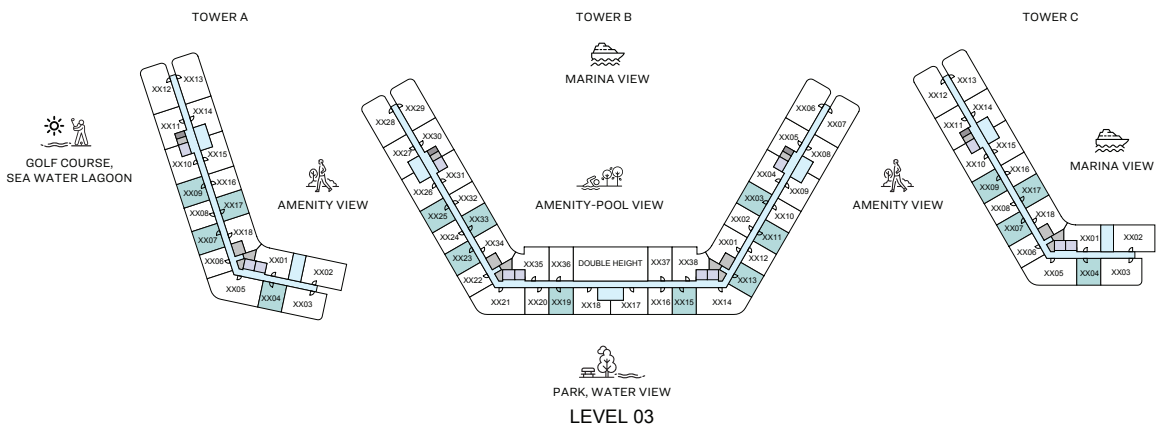 TOWER A
TOWER B
TOWER C
MARINA VIEW
GOLF COURSE,
SEA WATER LAGOON
AMENITY VIEW
AMENITY-POOL VIEW
AMENITY VIEW
MARINA VIEW
XX13
XX12
XX14
XX11
XX15
XX10
XX16
XX09
XX17
XX08
XX07
XX18
XX06
XX01
XX02
XX05
XX04
XX03
XX29
XX28
XX30
XX27
XX31
XX26
XX32
XX25
XX33
XX24
XX34
XX23
XX22
XX21
XX35
XX36
DOUBLE HEIGHT
XX37
XX38
XX20
XX19
XX18
XX17
XX16
XX15
XX14
XX06
XX07
XX05
XX08
XX04
XX09
XX03
XX10
XX02
XX11
XX01
XX12
XX13
XX13
XX12
XX14
XX11
XX15
XX10
XX16
XX09
XX17
XX08
XX18
XX07
XX01
XX02
XX06
XX05
XX04
XX03
PARK, WATER VIEW
LEVEL 03